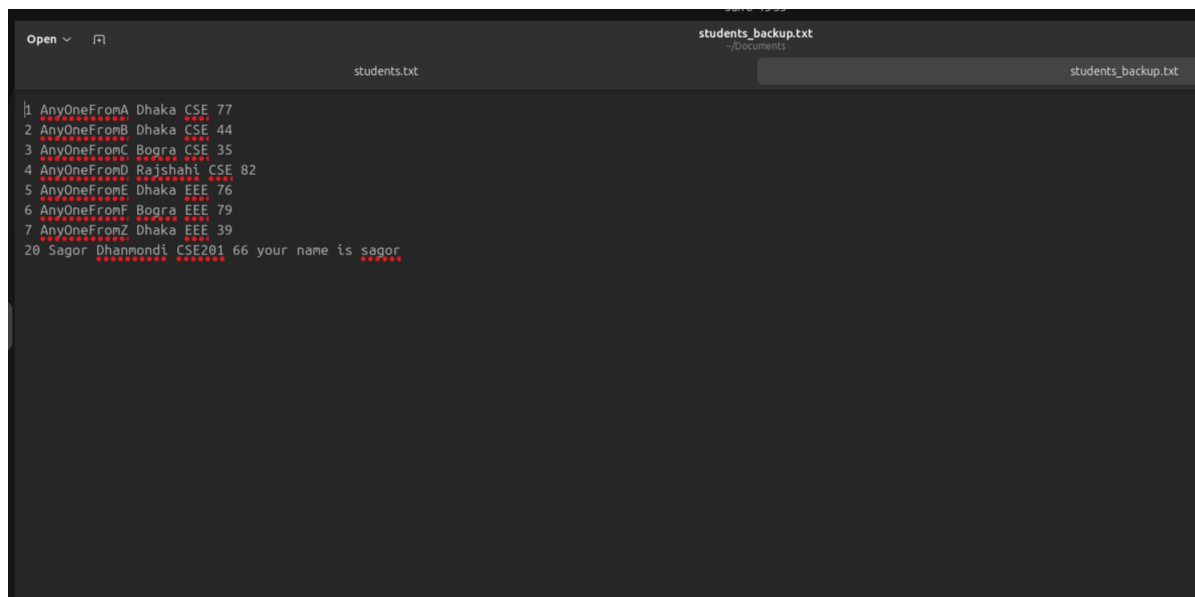 Open
students_backup.txt
~/Documents
students.txt
students_backup.txt
1 AnyOneFromA Dhaka CSE 77
2 AnyOneFromB Dhaka CSE 44
3 AnyOneFromC Bogra CSE 35
4 AnyOneFromD Rajshahi CSE 82
5 AnyOneFromE Dhaka EEE 76
6 AnyOneFromF Bogra EEE 79
7 AnyOneFromZ Dhaka EEE 39
20 Sagor Dhanmondi CSE201 66 your name is sagor